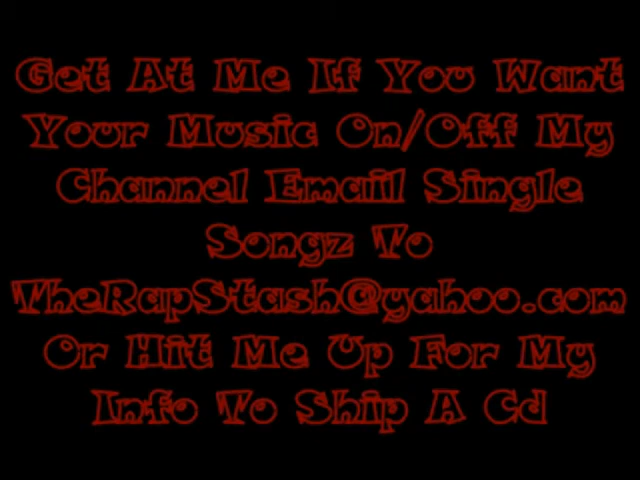 Get At Me If You Want
Your Music On/Off My
Channel Email Single
Songz To
TheRapStash@yahoo.com
Or Hit Me Up For My
Info To Ship A Cd